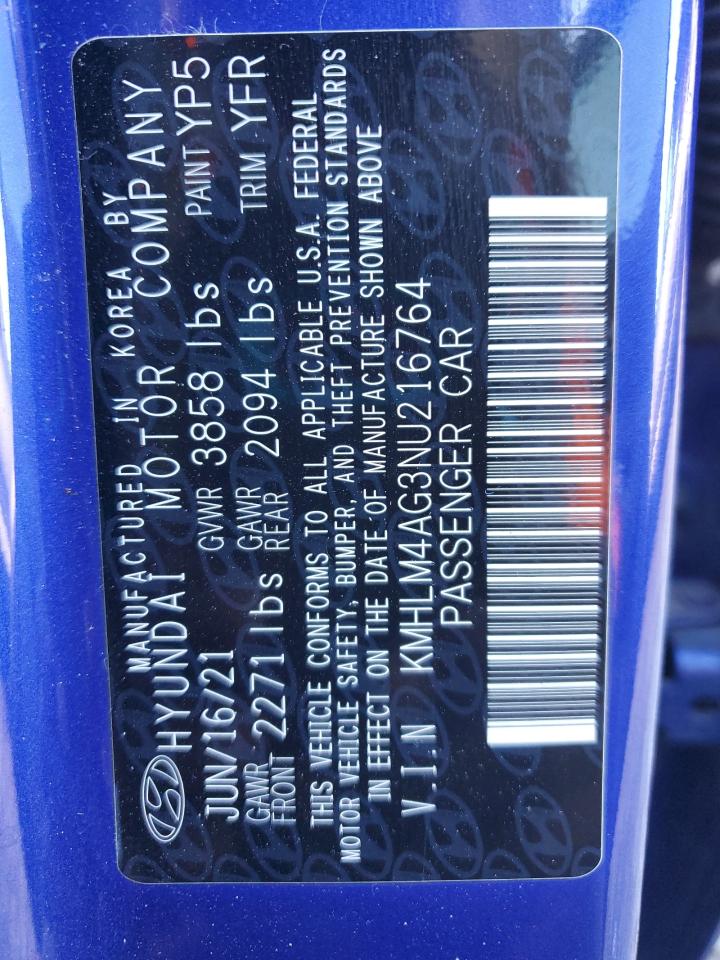 MANUFACTURED IN KOREA BY
HYUNDAI MOTOR COMPANY
JUN/16/21 GVWR 3858 lbs PAINT YP5
GAWR FRONT 2271 lbs GAWR REAR 2094 lbs TRIM YFR
THIS VEHICLE CONFORMS TO ALL APPLICABLE U.S.A. FEDERAL
MOTOR VEHICLE SAFETY, BUMPER, AND THEFT PREVENTION STANDARDS
IN EFFECT ON THE DATE OF MANUFACTURE SHOWN ABOVE
V.I.N KMHLM4AG3NU216764
PASSENGER CAR